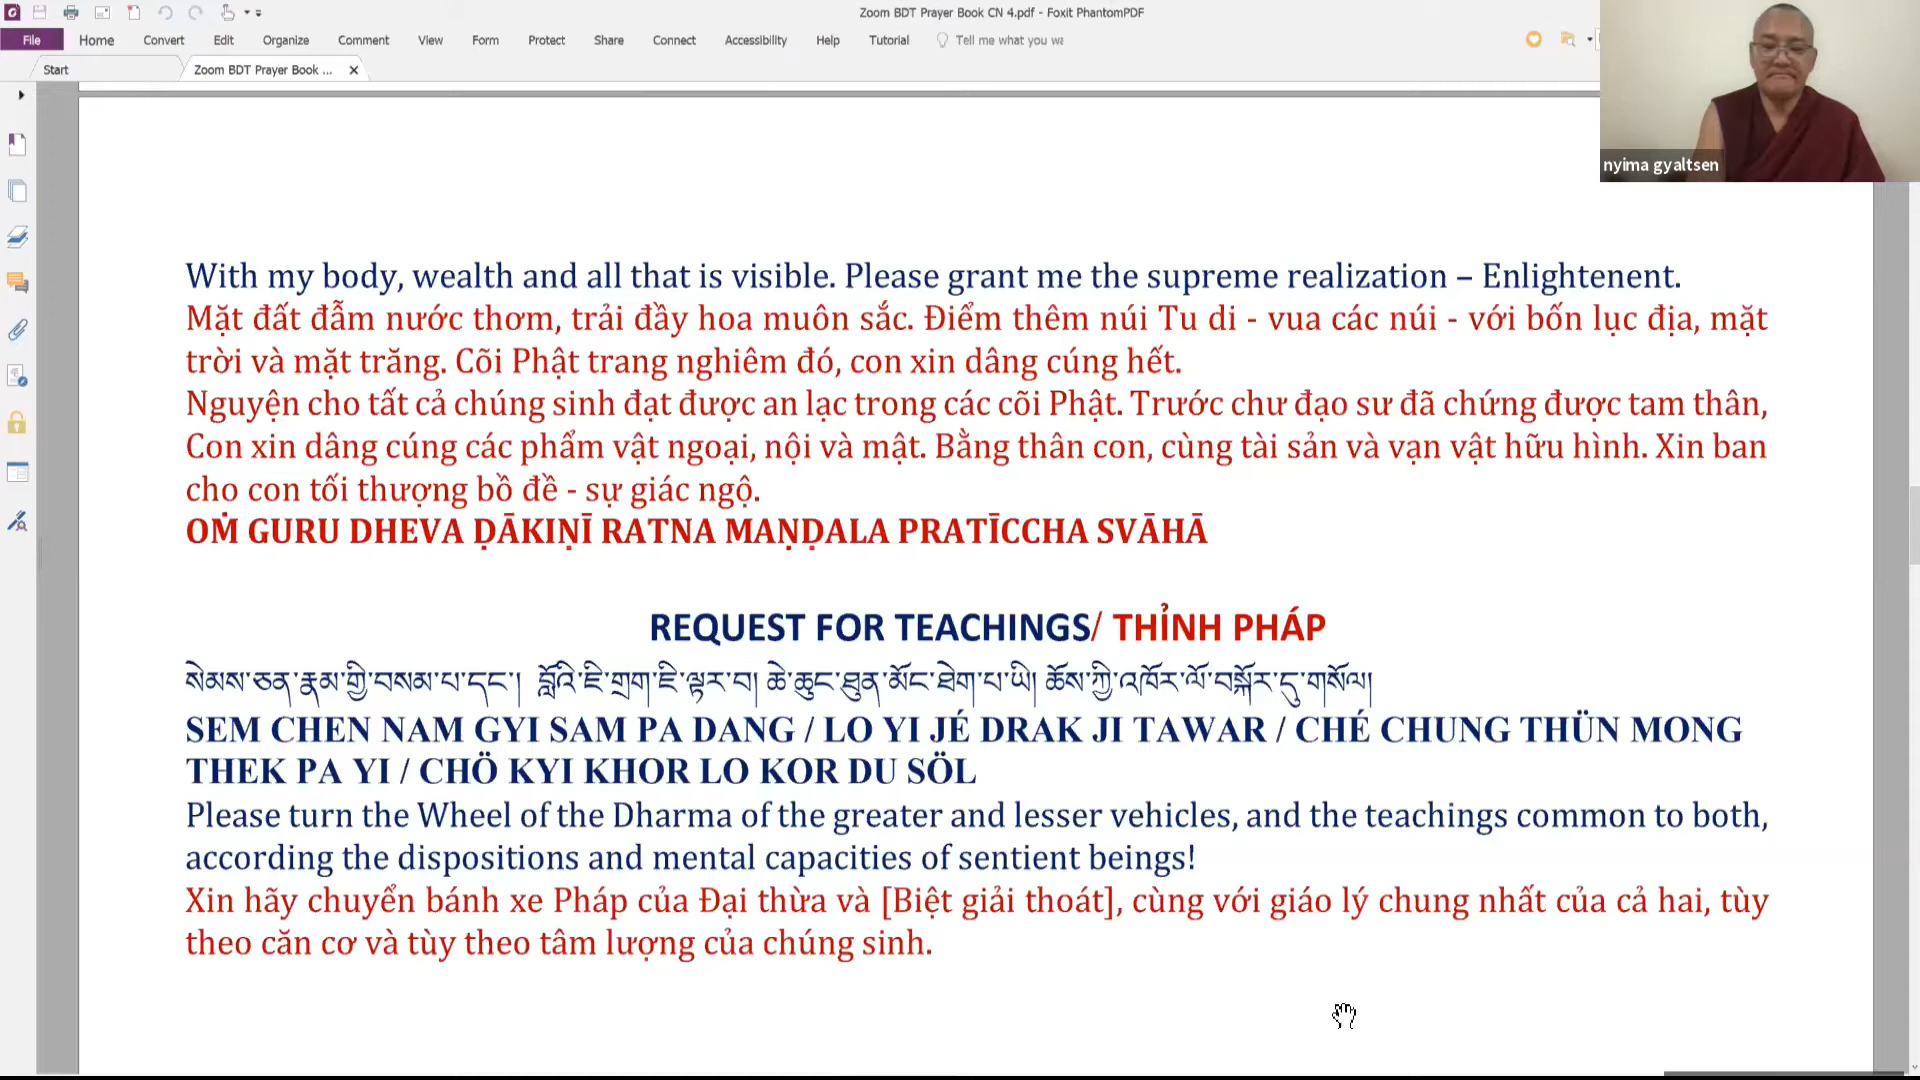 Zoom BDT Prayer Book CN 4.pdf - Foxit PhantomPDF
File Home Convert Edit Organize Comment View Form Protect Share Connect Accessibility Help Tutorial Tell me what you wa
Start Zoom BDT Prayer Book ...
nyima gyaltsen
With my body, wealth and all that is visible. Please grant me the supreme realization – Enlightenent.
Mặt đất đẫm nước thơm, trải đầy hoa muôn sắc. Điểm thêm núi Tu di - vua các núi - với bốn lục địa, mặt
trời và mặt trăng. Cõi Phật trang nghiêm đó, con xin dâng cúng hết.
Nguyện cho tất cả chúng sinh đạt được an lạc trong các cõi Phật. Trước chư đạo sư đã chứng được tam thân,
Con xin dâng cúng các phẩm vật ngoại, nội và mật. Bằng thân con, cùng tài sản và vạn vật hữu hình. Xin ban
cho con tối thượng bồ đề - sự giác ngộ.
OṀ GURU DHEVA ḌĀKIṆĪ RATNA MAṆḌALA PRATĪCCHA SVĀHĀ
REQUEST FOR TEACHINGS/ THỈNH PHÁP
སེམས་ཅན་རྣམ་གྱི་བསམ་པ་དང་། བློའི་ཇི་གྲག་ཇི་ལྟར་བ། ཆེ་ཆུང་ཐུན་མོང་ཐེག་པ་ཡི། ཆོས་ཀྱི་འཁོར་ལོ་བསྐོར་དུ་གསོལ།
SEM CHEN NAM GYI SAM PA DANG / LO YI JÉ DRAK JI TAWAR / CHÉ CHUNG THÜN MONG
THEK PA YI / CHÖ KYI KHOR LO KOR DU SÖL
Please turn the Wheel of the Dharma of the greater and lesser vehicles, and the teachings common to both,
according the dispositions and mental capacities of sentient beings!
Xin hãy chuyển bánh xe Pháp của Đại thừa và [Biệt giải thoát], cùng với giáo lý chung nhất của cả hai, tùy
theo căn cơ và tùy theo tâm lượng của chúng sinh.